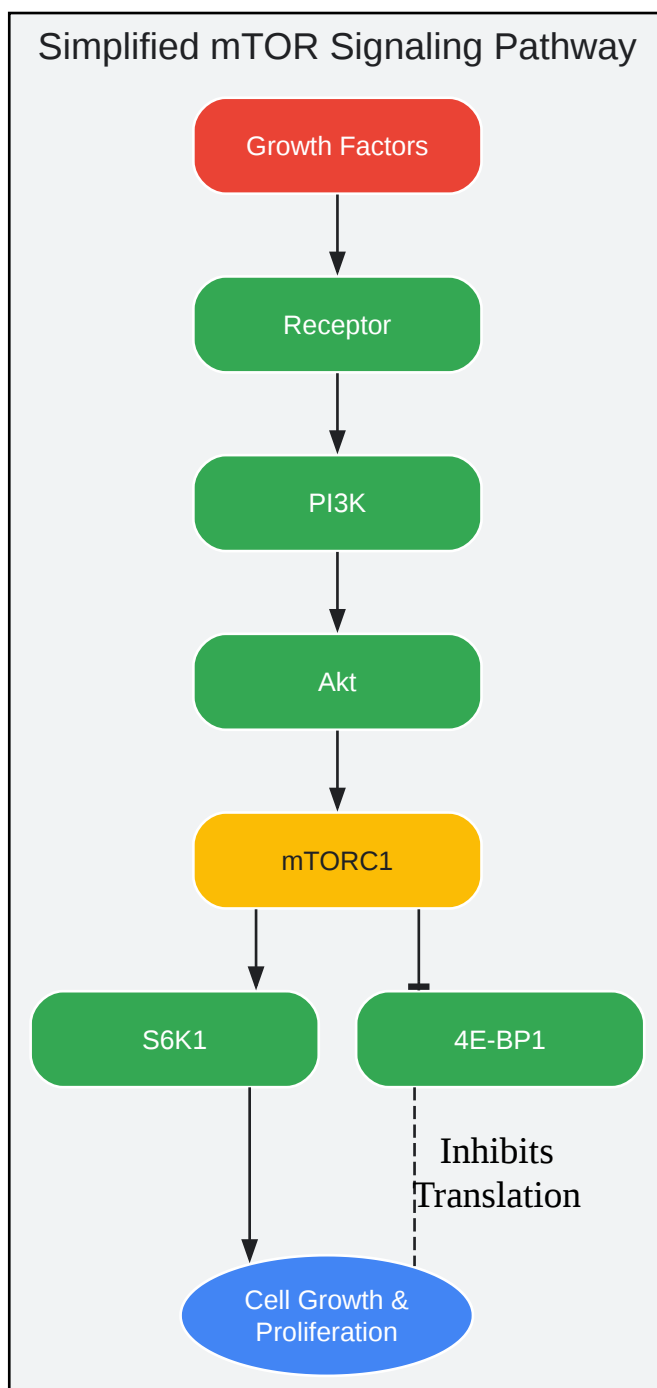 Simplified mTOR Signaling Pathway
Growth Factors
Receptor
PI3K
Akt
mTORC1
S6K1
4E-BP1
Inhibits
Translation
Cell Growth &
Proliferation